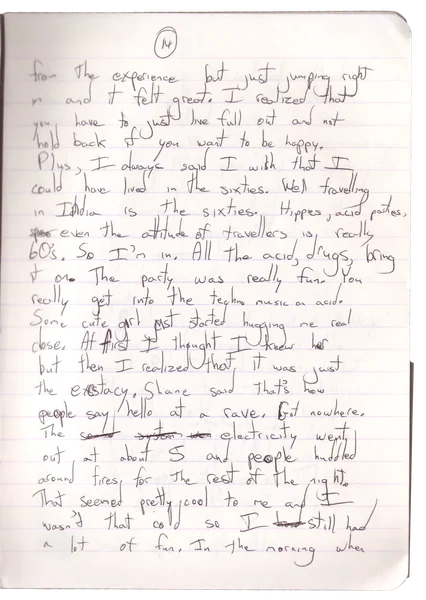 14
from the experience but just jumping right
in and it felt great. I realized that
you have to just live full out and not
hold back if you want to be happy.
Plus, I always said I wish that I
could have lived in the sixties. Well travelling
in India is the sixties. Hippes, acid parties,
even the attitude of travellers is really
60's. So I'm in. All the acid, drugs, bring
it on. The party was really fun. You
really get into the techno music on acid.
Some cute girl just started hugging me real
close. At first I thought I knew her
but then I realized that it was just
the exstacy. Shane said that's how
people say hello at a rave. Got nowhere.
The electricity went
out at about 5 and people huddled
around fires for the rest of the night.
That seemed pretty cool to me and I
wasn't that cold so I still had
a lot of fun. In the morning when